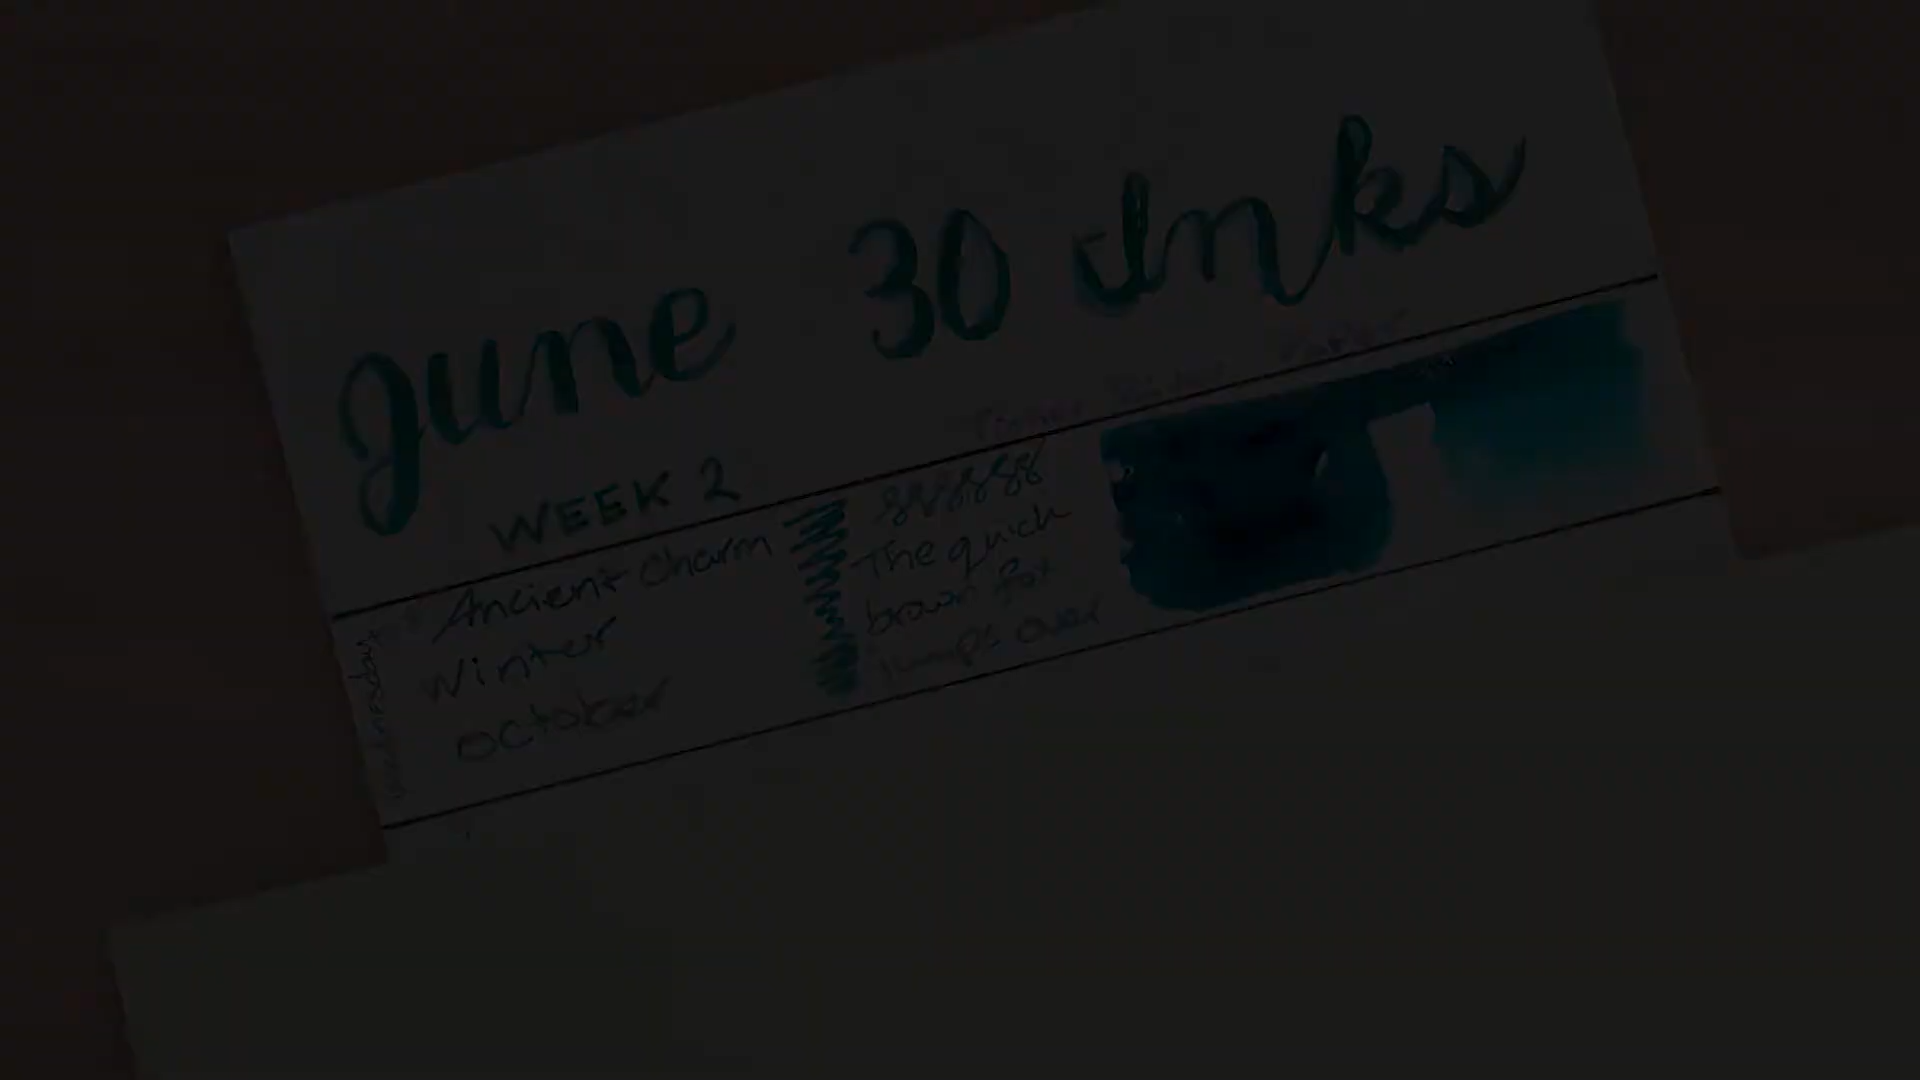 June 30 Inks
WEEK 2
Ancient Charm
Winter
October
The quick
brown fox
jumps over